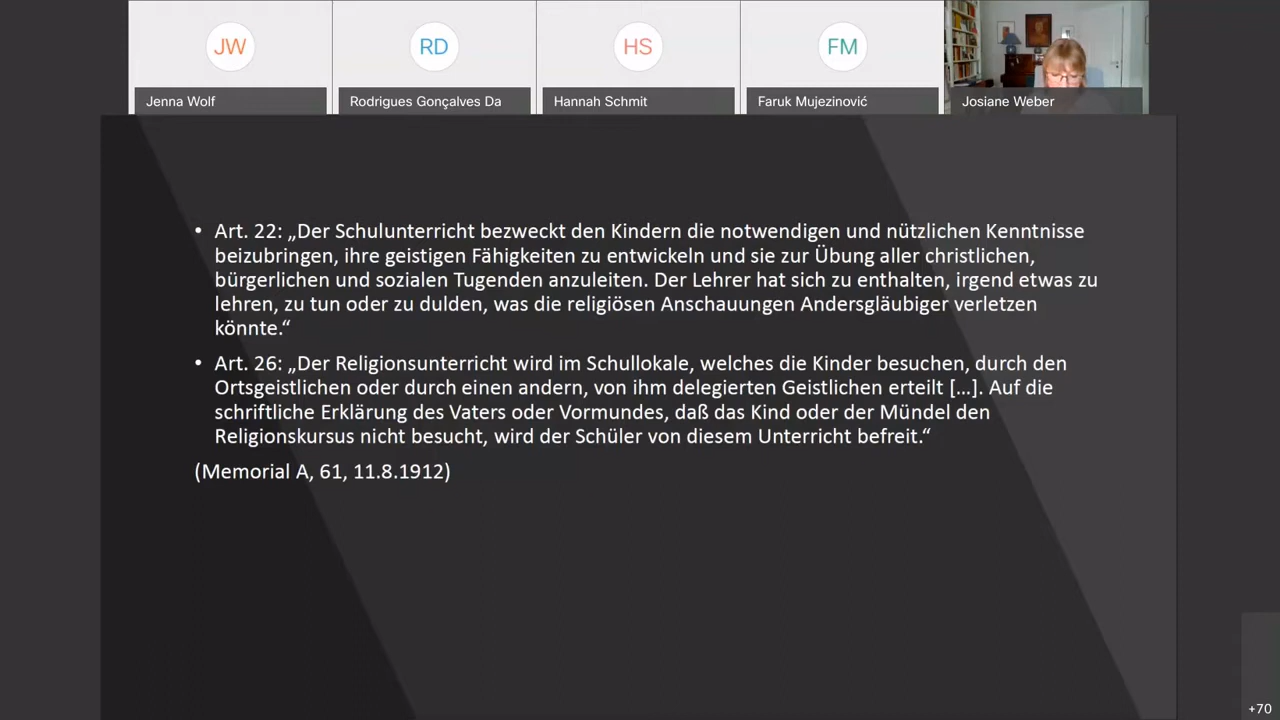 JW
RD
HS
FM
Jenna Wolf
Rodrigues Gonçalves Da
Hannah Schmit
Faruk Mujezinović
Josiane Weber
• Art. 22: „Der Schulunterricht bezweckt den Kindern die notwendigen und nützlichen Kenntnisse
beizubringen, ihre geistigen Fähigkeiten zu entwickeln und sie zur Übung aller christlichen,
bürgerlichen und sozialen Tugenden anzuleiten. Der Lehrer hat sich zu enthalten, irgend etwas zu
lehren, zu tun oder zu dulden, was die religiösen Anschauungen Andersgläubiger verletzen
könnte.“
• Art. 26: „Der Religionsunterricht wird im Schullokale, welches die Kinder besuchen, durch den
Ortsgeistlichen oder durch einen andern, von ihm delegierten Geistlichen erteilt [...]. Auf die
schriftliche Erklärung des Vaters oder Vormundes, daß das Kind oder der Mündel den
Religionskursus nicht besucht, wird der Schüler von diesem Unterricht befreit.“
(Memorial A, 61, 11.8.1912)
+70